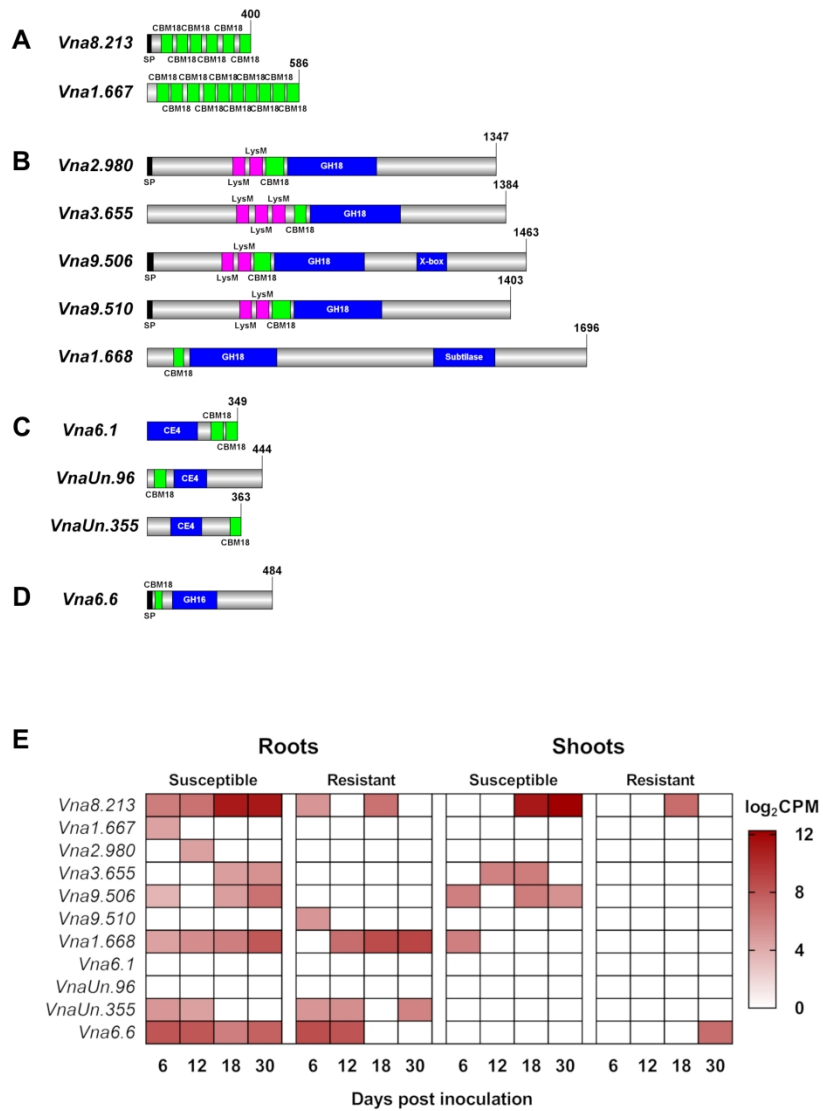 A
CBM18 CBM18 CBM18 400
Vna8.213
SP CBM18 CBM18 CBM18
CBM18 CBM18 CBM18 CBM18 CBM18 586
Vna1.667
CBM18 CBM18 CBM18 CBM18 CBM18
B
LysM 1347
Vna2.980 GH18
SP LysM CBM18
LysM LysM 1384
Vna3.655 GH18
LysM CBM18
LysM 1463
Vna9.506 GH18 X-box
SP LysM CBM18
LysM 1403
Vna9.510 GH18
SP LysM CBM18
1696
Vna1.668 GH18 Subtilase
CBM18
C
CBM18 349
Vna6.1 CE4
CBM18
444
VnaUn.96 CE4
CBM18
363
VnaUn.355 CE4
CBM18
D
CBM18 484
Vna6.6 GH16
SP
E
Roots Shoots
Susceptible Resistant Susceptible Resistant
Vna8.213
Vna1.667
Vna2.980
Vna3.655
Vna9.506
Vna9.510
Vna1.668
Vna6.1
VnaUn.96
VnaUn.355
Vna6.6
6 12 18 30 6 12 18 30 6 12 18 30 6 12 18 30
Days post inoculation
log₂CPM
12
8
4
0